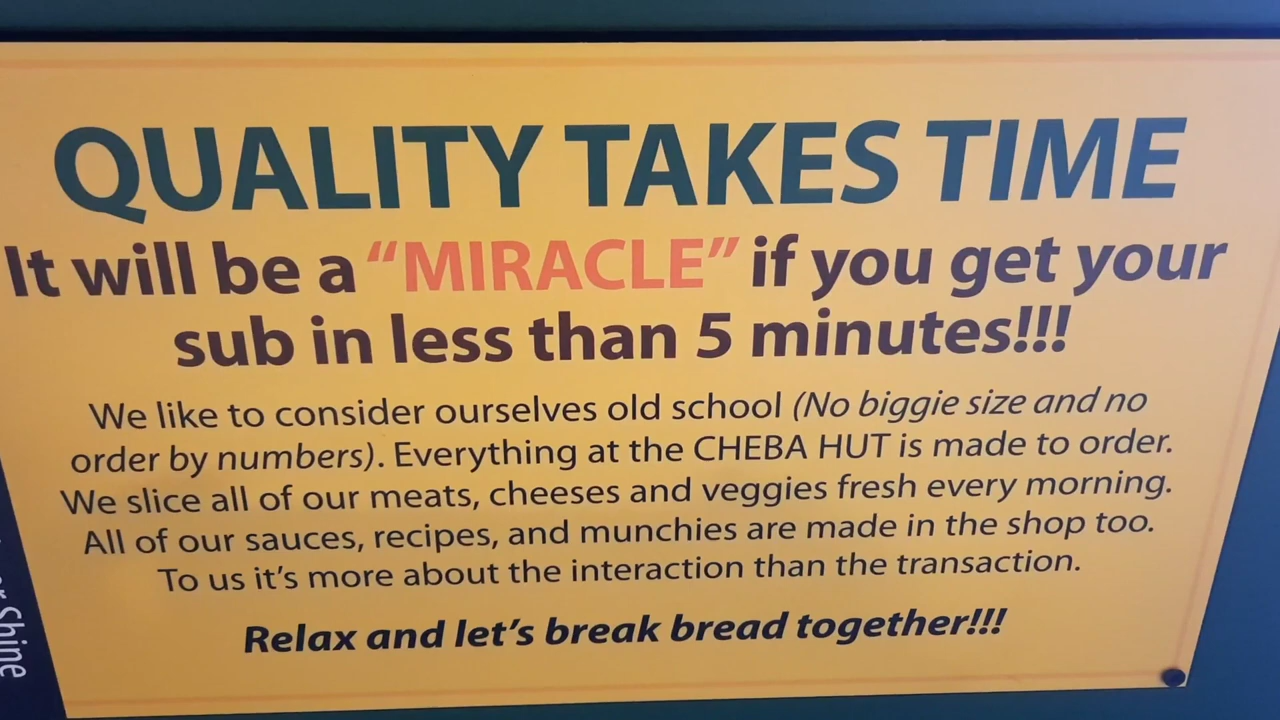 QUALITY TAKES TIME
It will be a “MIRACLE” if you get your
sub in less than 5 minutes!!!
We like to consider ourselves old school (No biggie size and no
order by numbers). Everything at the CHEBA HUT is made to order.
We slice all of our meats, cheeses and veggies fresh every morning.
All of our sauces, recipes, and munchies are made in the shop too.
To us it’s more about the interaction than the transaction.
Relax and let’s break bread together!!!
Shine